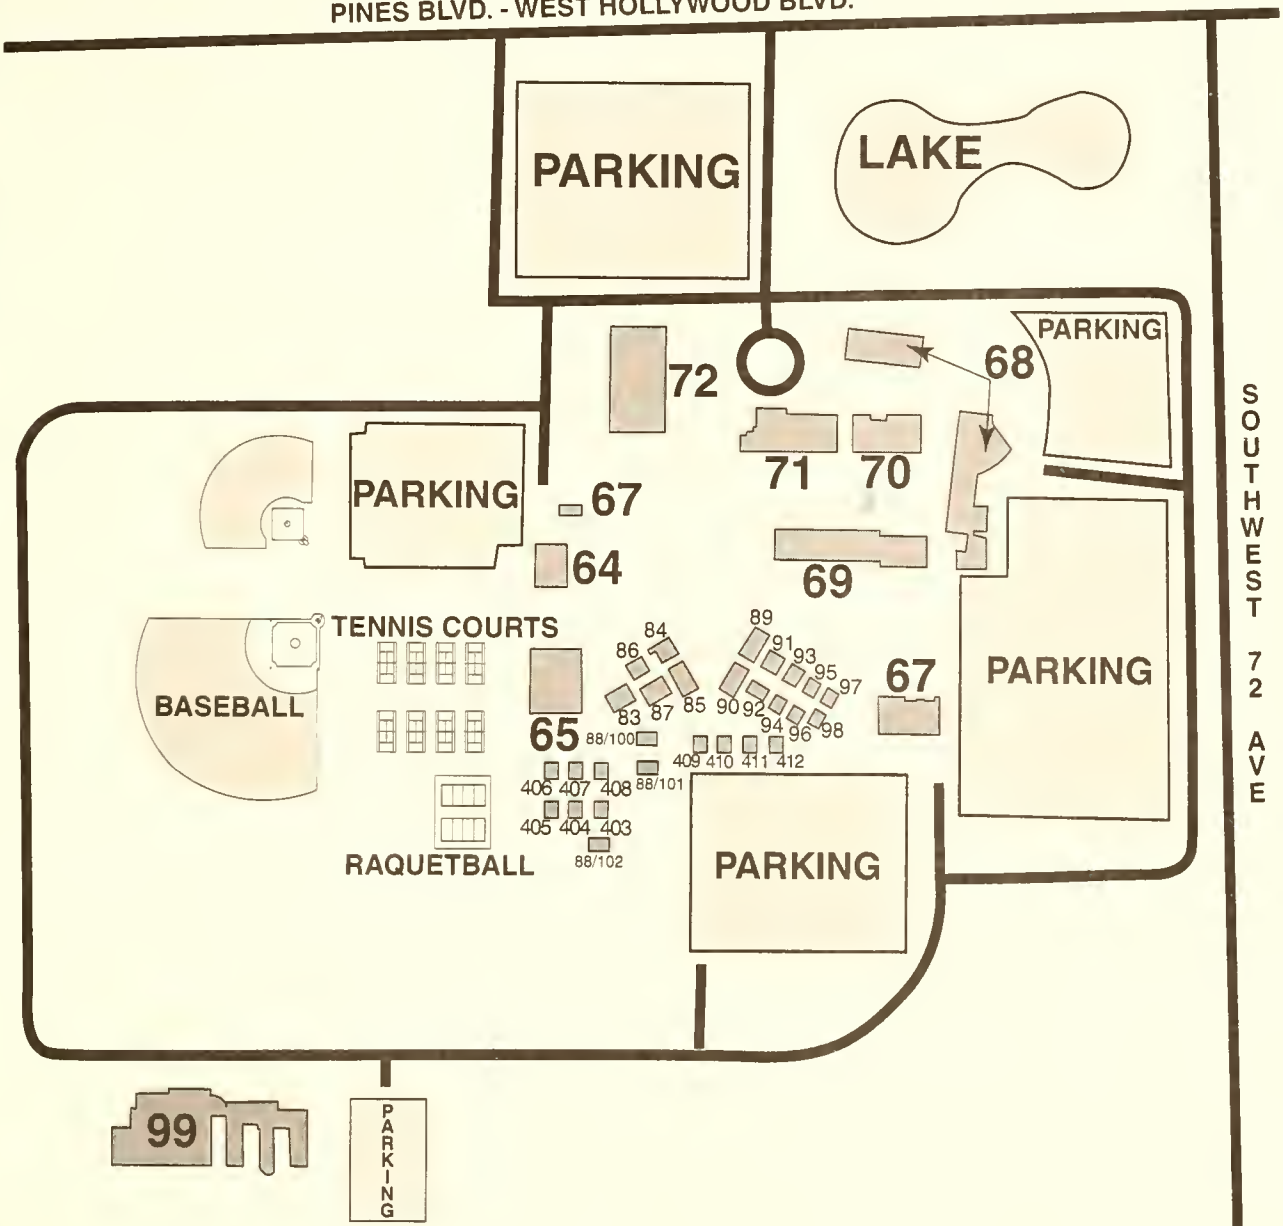 PINES BLVD. - WEST HOLLYWOOD BLVD.
PARKING
LAKE
PARKING
68
72
71
70
SOUTHWEST 72 AVE
PARKING
67
64
69
TENNIS COURTS
BASEBALL
89
91
93
95
97
84
86
83
87
85
90
92
94
96
98
67
PARKING
65
88/100
409 410 411 412
406 407 408
88/101
405 404 403
88/102
RAQUETBALL
PARKING
99
PARKING